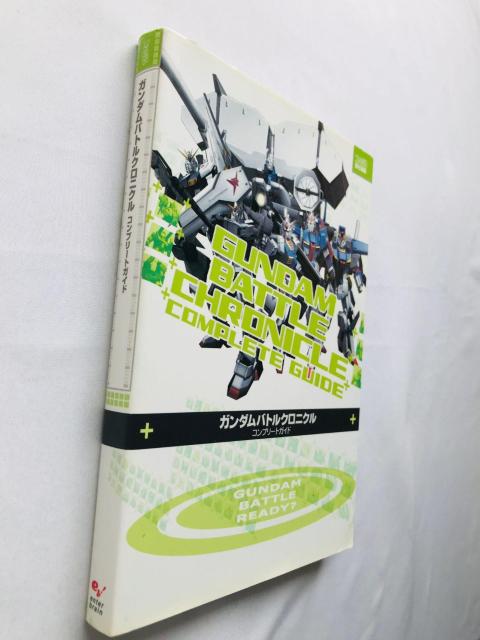 ガンダムバトルクロニクル コンプリートガイド
enter
brain
GUNDAM
BATTLE
CHRONICLE
COMPLETE GUIDE
ガンダムバトルクロニクル
コンプリートガイド
GUNDAM
BATTLE
READY?